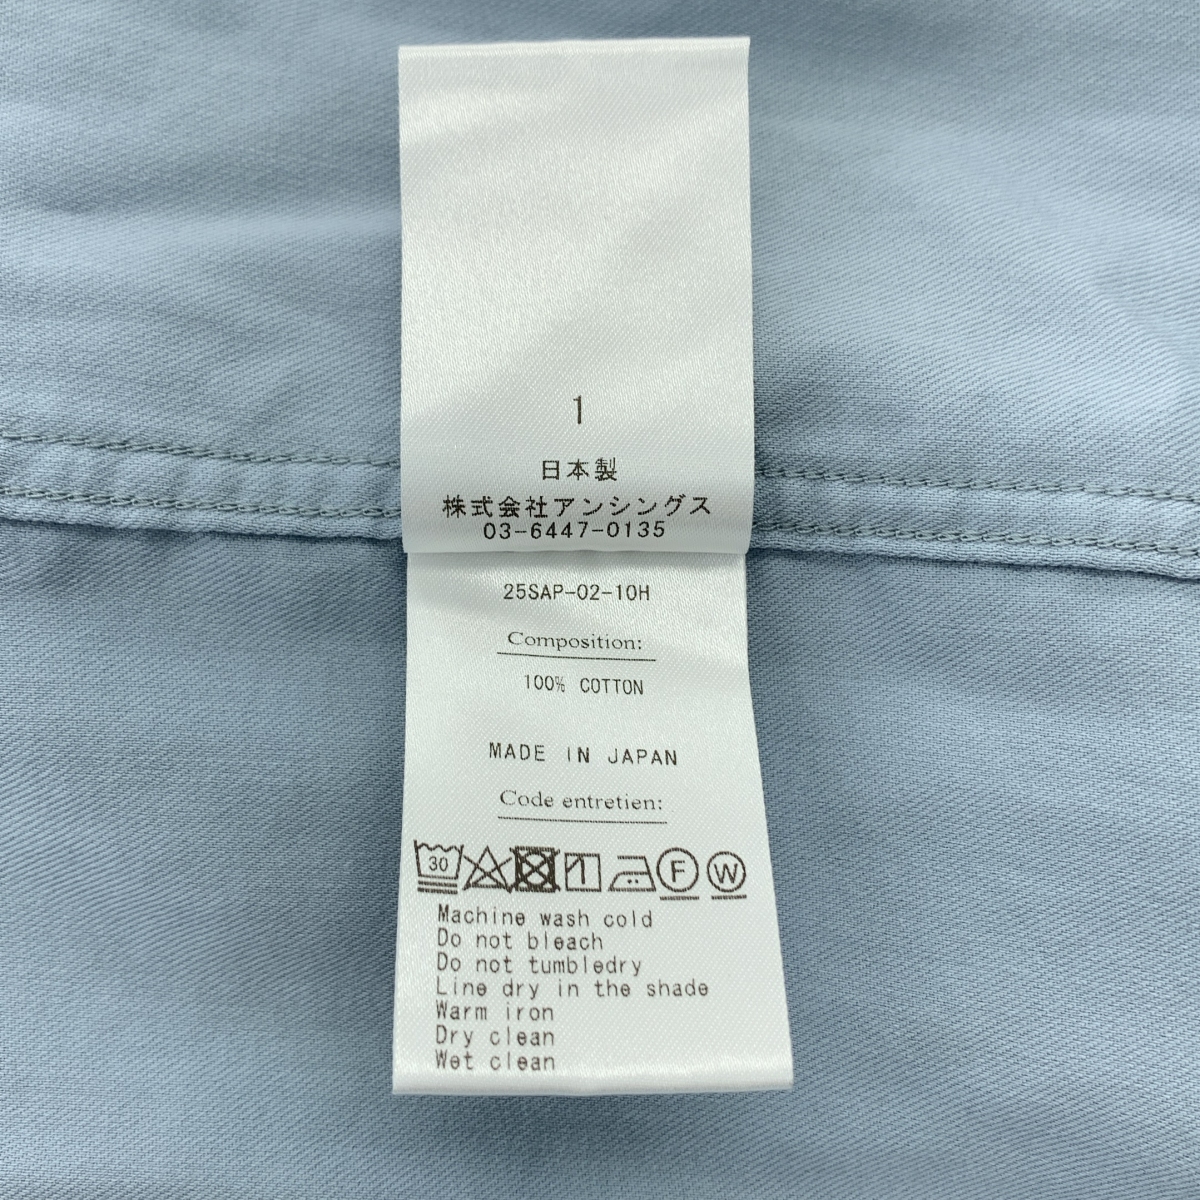 1
日本製
株式会社アンシングス
03-6447-0135
25SAP-02-10H
Composition:
100% COTTON
MADE IN JAPAN
Code entretien:
30 F W
Machine wash cold
Do not bleach
Do not tumbledry
Line dry in the shade
Warm iron
Dry clean
Wet clean